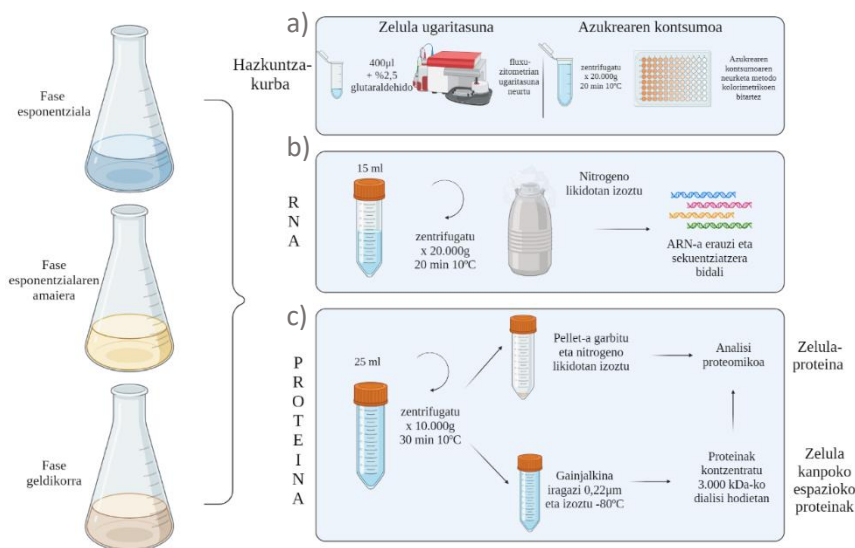 Fase
esponentziala
Fase
esponentzialaren
amaiera
Fase
geldikorra
a)
Hazkuntza-
kurba
Zelula ugaritasuna
400µl
+ %2,5
glutaraldehido
fluxu-
zitometrian
ugaritasuna
neurtu
Azukrearen kontsumoa
zentrifugatu
x 20.000g
20 min 10ºC
Azukrearen
kontsumoaren
neurketa metodo
kolorimetrikoen
bitartez
b)
RNA
15 ml
zentrifugatu
x 20.000g
20 min 10ºC
Nitrogeno
likidotan izoztu
ARN-a erauzi eta
sekuentziatzera
bidali
c)
PROTEINA
25 ml
zentrifugatu
x 10.000g
30 min 10ºC
Pellet-a garbitu
eta nitrogeno
likidotan izoztu
Analisi
proteomikoa
Zelula-
proteina
Gainjalkina
iragazi 0,22µm
eta izoztu -80ºC
Proteinak
kontzentratu
3.000 kDa-ko
dialisi hodietan
Zelula
kanpoko
espazioko
proteinak